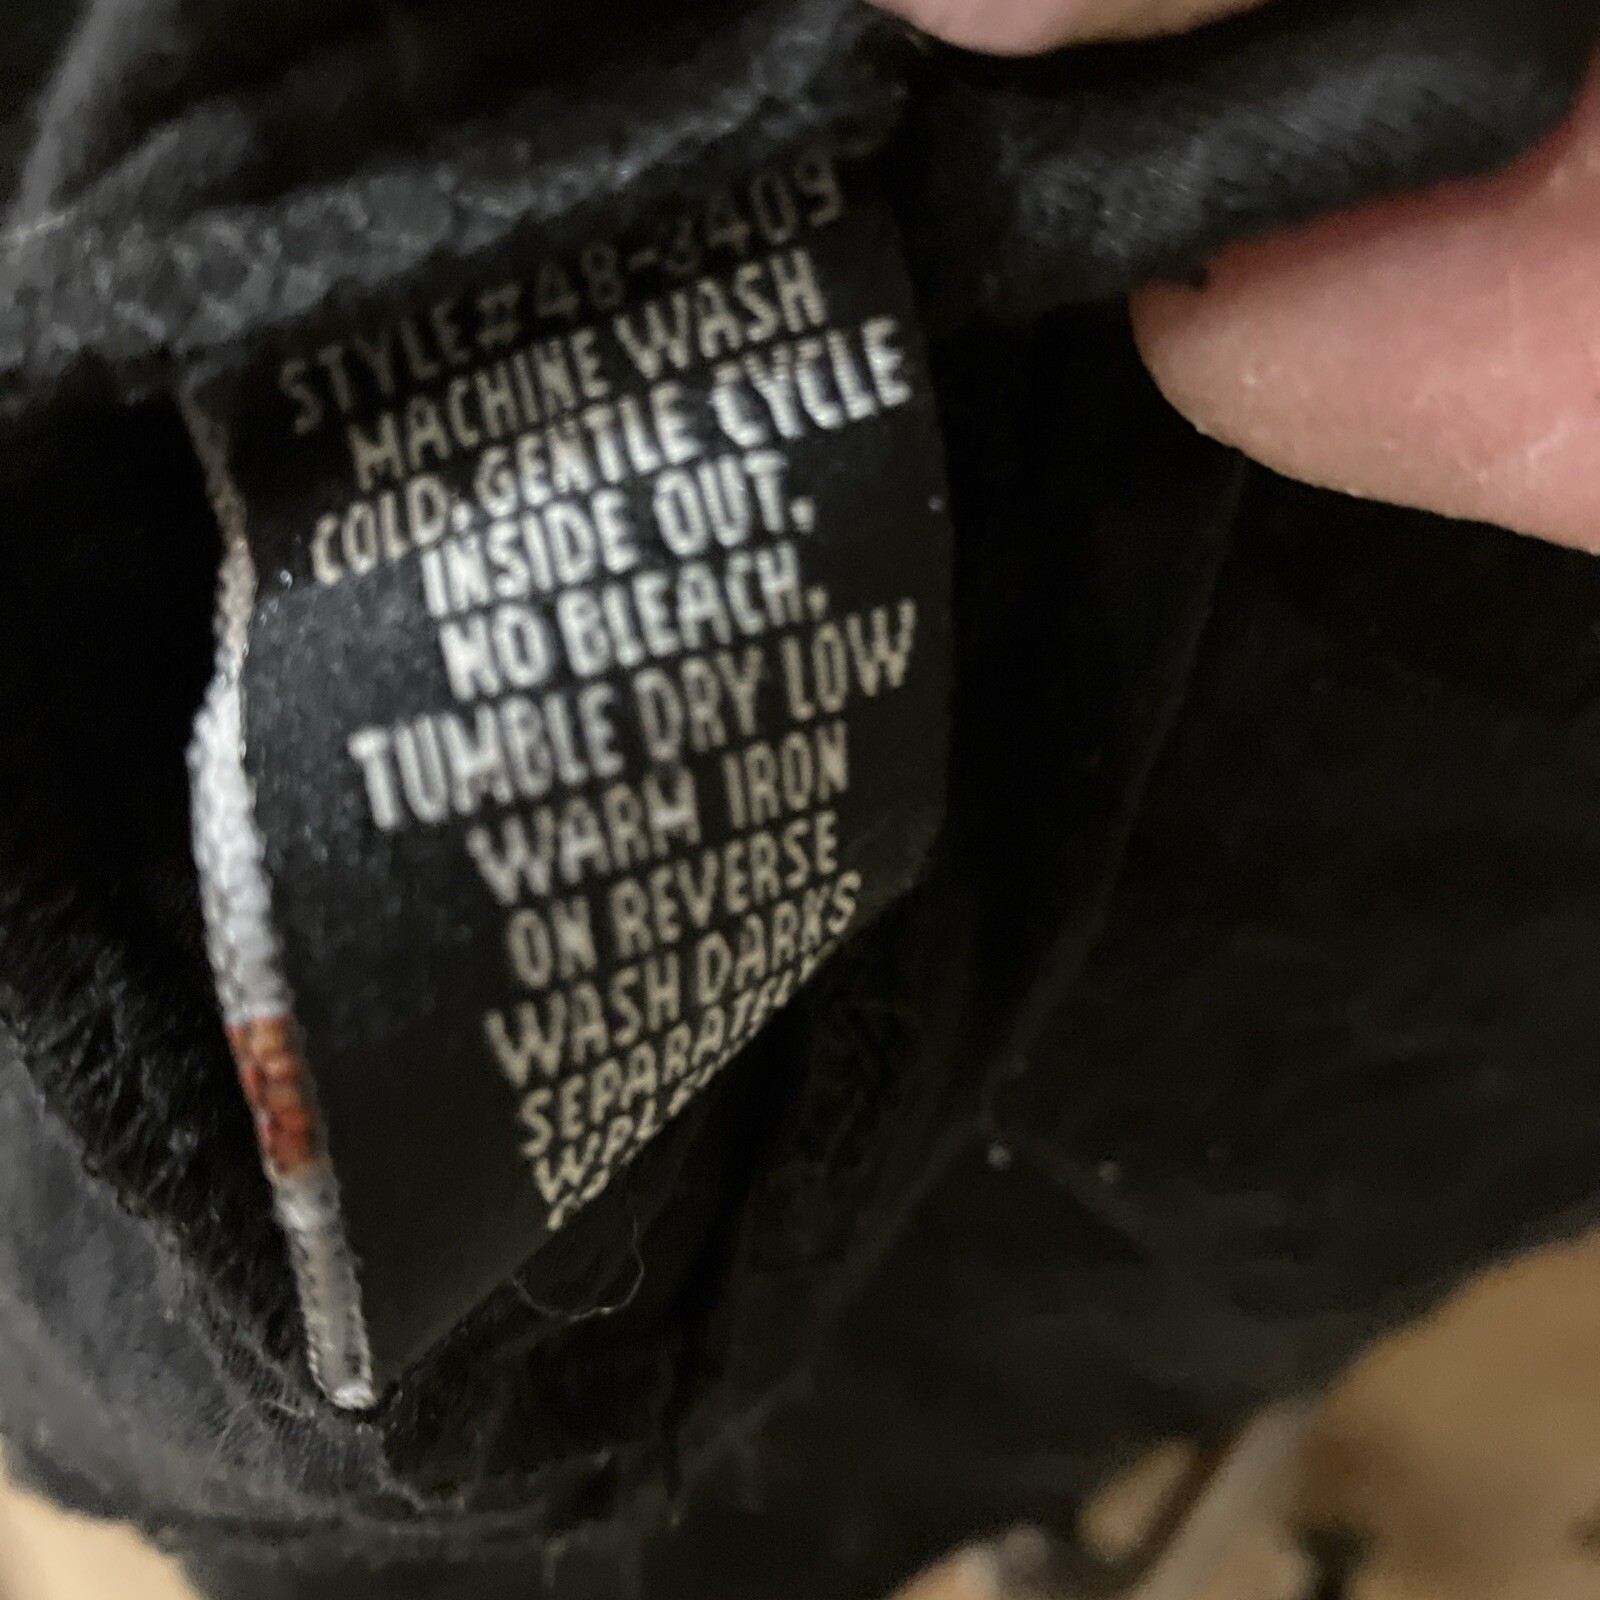 STYLE#48-3409
MACHINE WASH
COLD. GENTLE CYCLE
INSIDE OUT.
NO BLEACH.
TUMBLE DRY LOW
WARM IRON
ON REVERSE
WASH DARKS
SEPARATELY